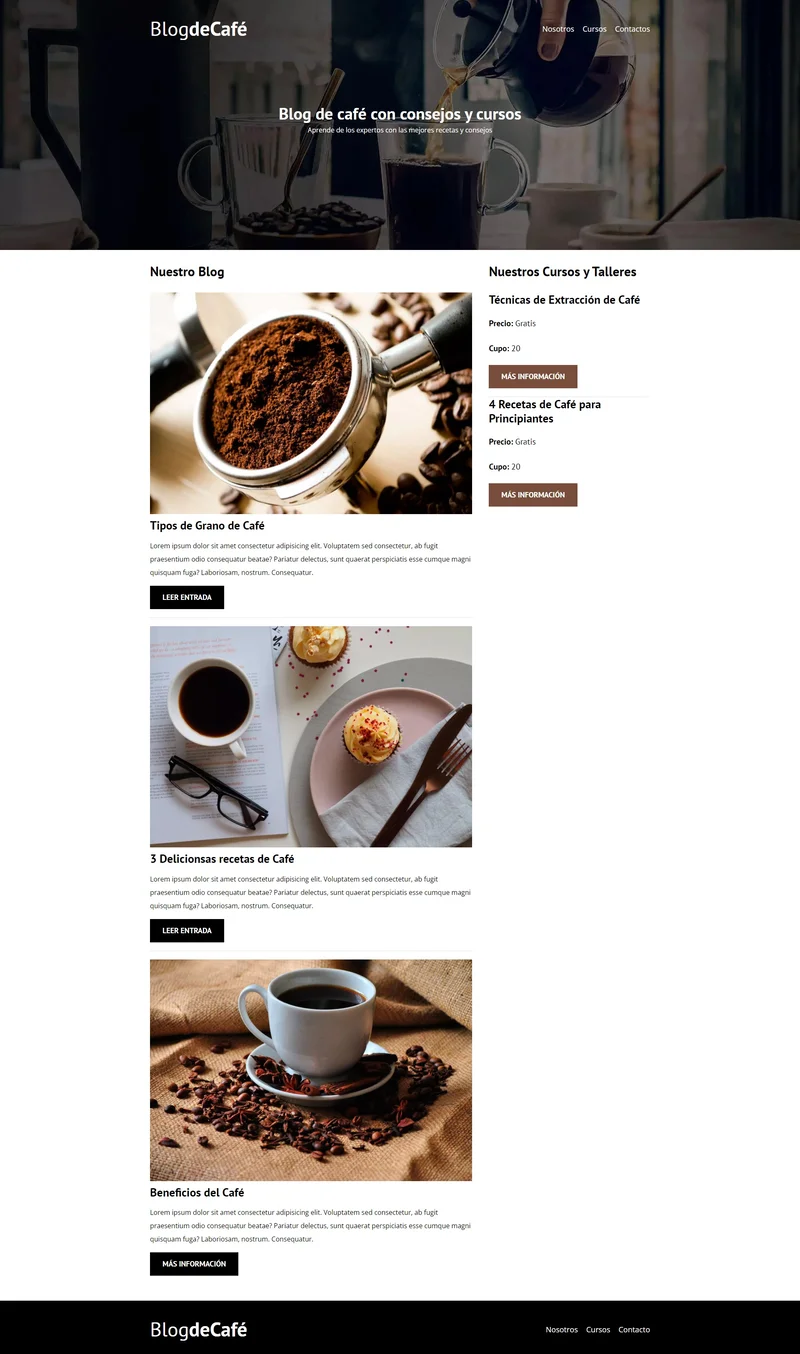 BlogdeCafé
Nosotros Cursos Contactos
Blog de café con consejos y cursos
Aprende de los expertos con las mejores recetas y consejos
Nuestro Blog
Tipos de Grano de Café
Lorem ipsum dolor sit amet consectetur adipisicing elit. Voluptatem sed consectetur, ab fugit
praesentium odio consequatur beatae? Pariatur delectus, sunt quaerat perspiciatis esse cumque magni
quisquam fuga? Laboriosam, nostrum. Consequatur.
LEER ENTRADA
3 Delicionsas recetas de Café
Lorem ipsum dolor sit amet consectetur adipisicing elit. Voluptatem sed consectetur, ab fugit
praesentium odio consequatur beatae? Pariatur delectus, sunt quaerat perspiciatis esse cumque magni
quisquam fuga? Laboriosam, nostrum. Consequatur.
LEER ENTRADA
Beneficios del Café
Lorem ipsum dolor sit amet consectetur adipisicing elit. Voluptatem sed consectetur, ab fugit
praesentium odio consequatur beatae? Pariatur delectus, sunt quaerat perspiciatis esse cumque magni
quisquam fuga? Laboriosam, nostrum. Consequatur.
MÁS INFORMACIÓN
Nuestros Cursos y Talleres
Técnicas de Extracción de Café
Precio: Gratis
Cupo: 20
MÁS INFORMACIÓN
4 Recetas de Café para
Principiantes
Precio: Gratis
Cupo: 20
MÁS INFORMACIÓN
BlogdeCafé
Nosotros Cursos Contacto